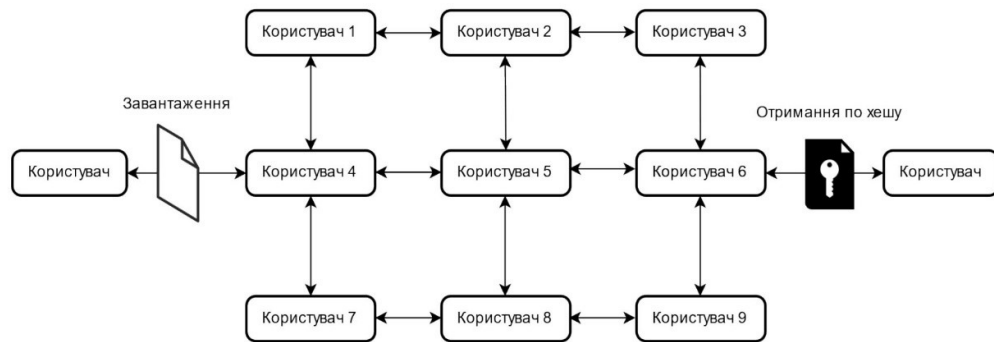 Користувач 1
Користувач 2
Користувач 3
Завантаження
Отримання по хешу
Користувач
Користувач 4
Користувач 5
Користувач 6
Користувач
Користувач 7
Користувач 8
Користувач 9